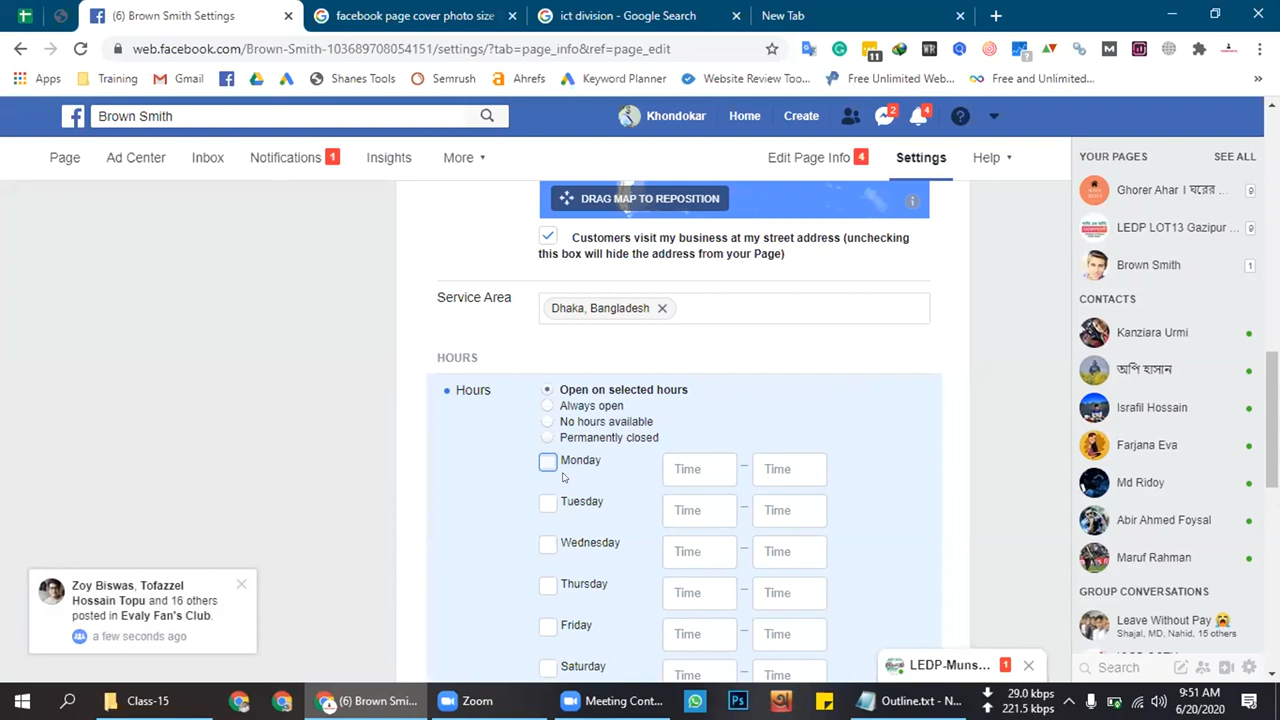 (6) Brown Smith Settings
facebook page cover photo size
ict division - Google Search
New Tab
web.facebook.com/Brown-Smith-103689708054151/settings/?tab=page_info&ref=page_edit
11
?
Apps
Training
Gmail
Shanes Tools
Semrush
Ahrefs
Keyword Planner
Website Review Too...
Free Unlimited Web...
Free and Unlimited...
Brown Smith
Khondokar
Home
Create
2
4
Page
Ad Center
Inbox
Notifications 1
Insights
More
Edit Page Info 4
Settings
Help
YOUR PAGES SEE ALL
Ghorer Ahar । ঘরের ... 9
LEDP LOT13 Gazipur ... 9
Brown Smith 1
CONTACTS
Kanziara Urmi
অপি হাসান
Israfil Hossain
Farjana Eva
Md Ridoy
Abir Ahmed Foysal
Maruf Rahman
GROUP CONVERSATIONS
Leave Without Pay 😭
Shajal, MD, Nahid, 15 others
Search
DRAG MAP TO REPOSITION
Customers visit my business at my street address (unchecking
this box will hide the address from your Page)
Service Area
Dhaka, Bangladesh
HOURS
Hours
Open on selected hours
Always open
No hours available
Permanently closed
Monday Time – Time
Tuesday Time – Time
Wednesday Time – Time
Thursday Time – Time
Friday Time – Time
Saturday Time – Time
Zoy Biswas, Tofazzel
Hossain Topu and 16 others
posted in Evaly Fan's Club.
a few seconds ago
LEDP-Muns... 1
Class-15
(6) Brown Smi...
Zoom
Meeting Cont...
Ps
Outline.txt - N...
29.0 kbps
221.5 kbps
9:51 AM
6/20/2020